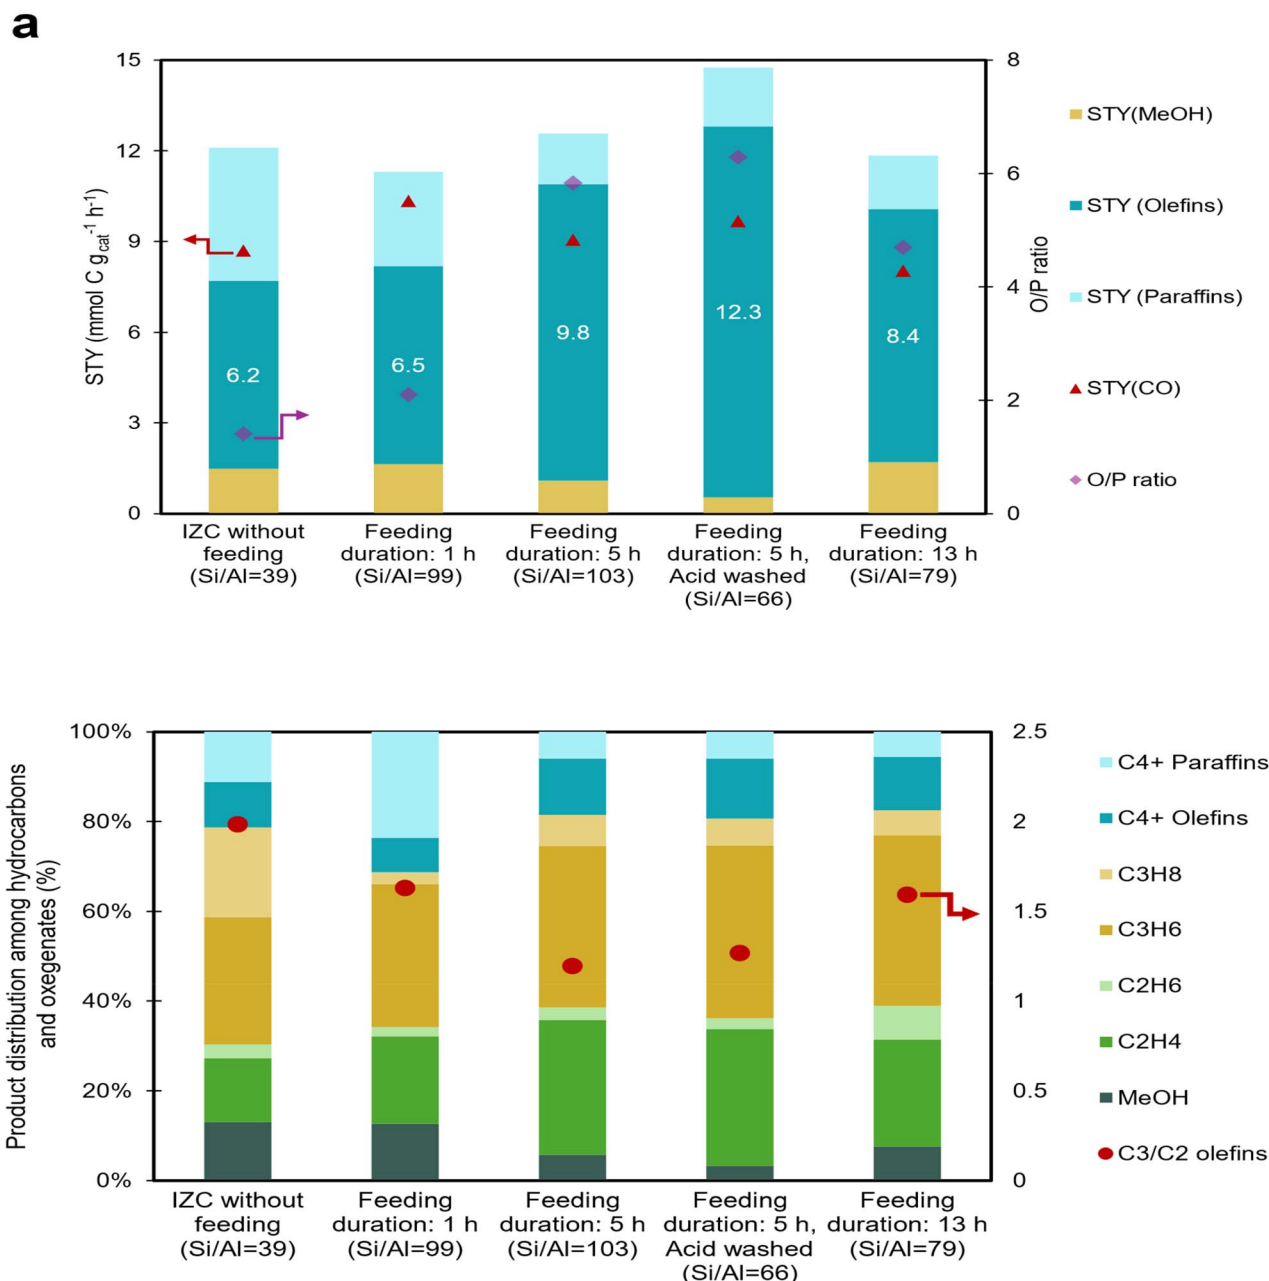 a
15
12
9
6
3
0
STY (mmol C gcat-1 h-1)
6.2
6.5
9.8
12.3
8.4
8
6
4
2
0
O/P ratio
IZC without
feeding
(Si/Al=39)
Feeding
duration: 1 h
(Si/Al=99)
Feeding
duration: 5 h
(Si/Al=103)
Feeding
duration: 5 h,
Acid washed
(Si/Al=66)
Feeding
duration: 13 h
(Si/Al=79)
STY(MeOH)
STY (Olefins)
STY (Paraffins)
STY(CO)
O/P ratio
Product distribution among hydrocarbons
and oxegenates (%)
100%
80%
60%
40%
20%
0%
2.5
2
1.5
1
0.5
0
IZC without
feeding
(Si/Al=39)
Feeding
duration: 1 h
(Si/Al=99)
Feeding
duration: 5 h
(Si/Al=103)
Feeding
duration: 5 h,
Acid washed
(Si/Al=66)
Feeding
duration: 13 h
(Si/Al=79)
C4+ Paraffins
C4+ Olefins
C3H8
C3H6
C2H6
C2H4
MeOH
C3/C2 olefins